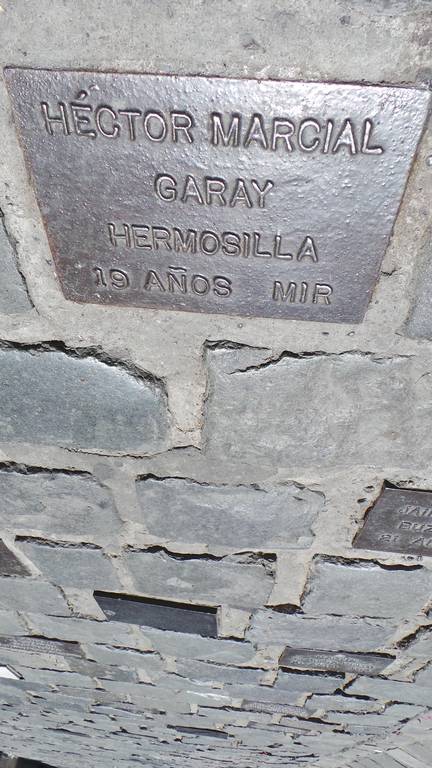 HÉCTOR MARCIAL
GARAY
HERMOSILLA
19 AÑOS MIR